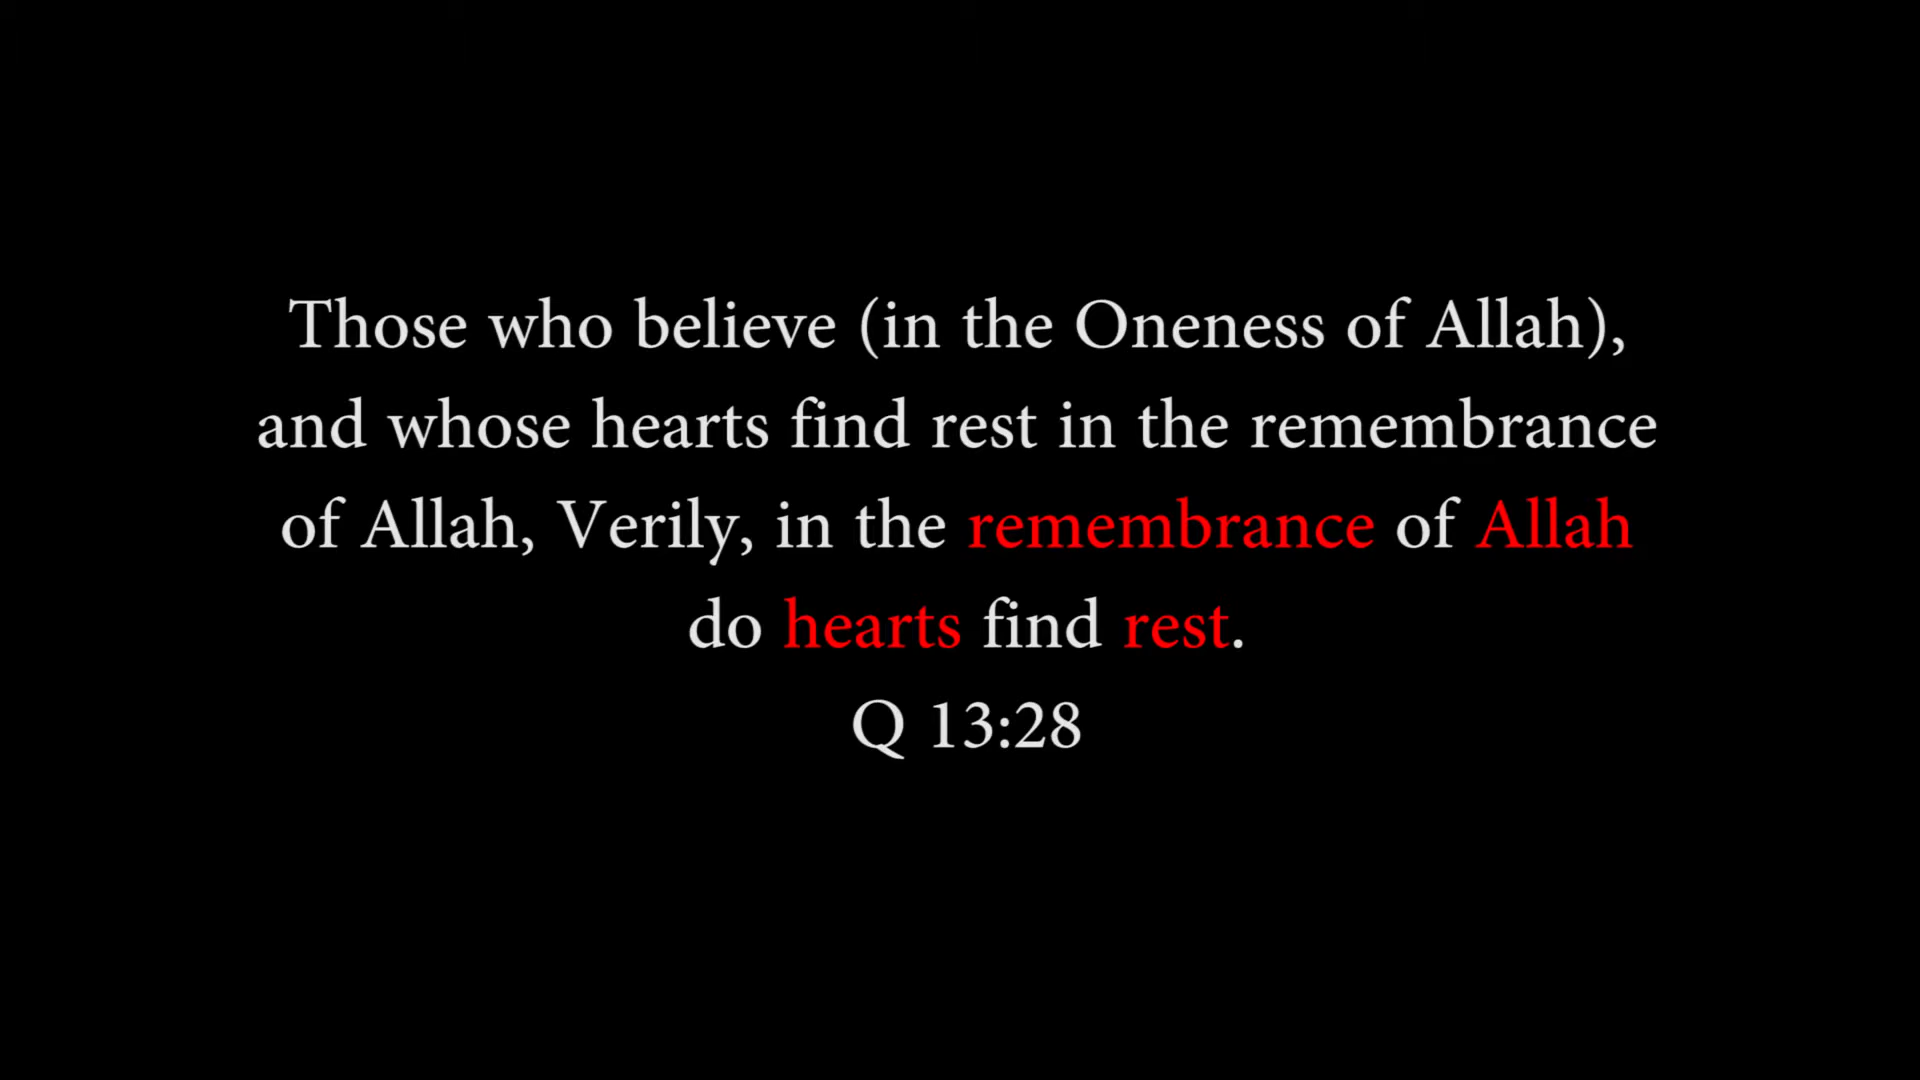 Those who believe (in the Oneness of Allah),
and whose hearts find rest in the remembrance
of Allah, Verily, in the remembrance of Allah
do hearts find rest.
Q 13:28